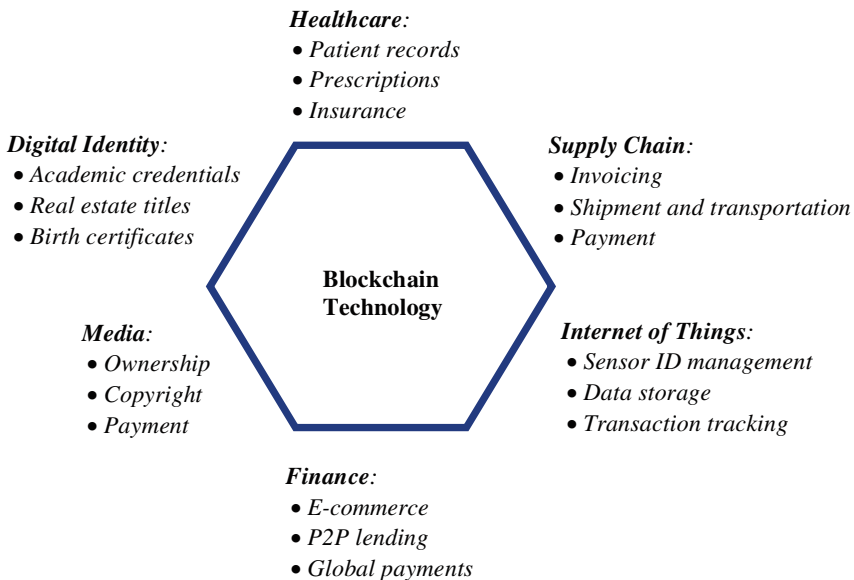 Healthcare:
• Patient records
• Prescriptions
• Insurance
Digital Identity:
• Academic credentials
• Real estate titles
• Birth certificates
Supply Chain:
• Invoicing
• Shipment and transportation
• Payment
Blockchain
Technology
Media:
• Ownership
• Copyright
• Payment
Internet of Things:
• Sensor ID management
• Data storage
• Transaction tracking
Finance:
• E-commerce
• P2P lending
• Global payments